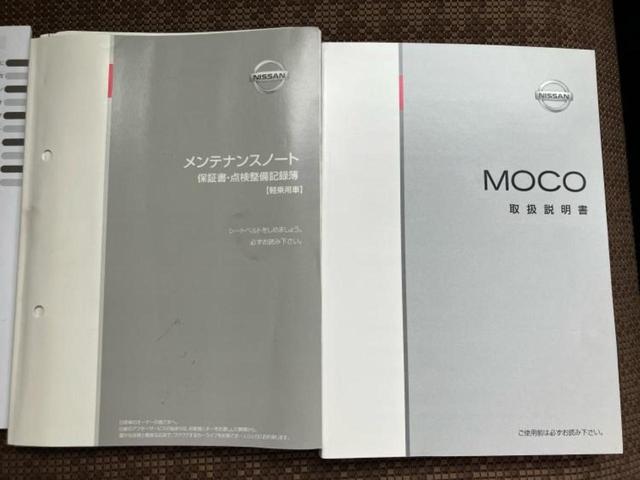 NISSAN
メンテナンスノート
保証書・点検整備記録簿
【軽乗用車】
シートベルトをしめましょう。
必ずお読み下さい。
NISSAN
MOCO
取扱説明書
ご使用前は必ずお読み下さい。